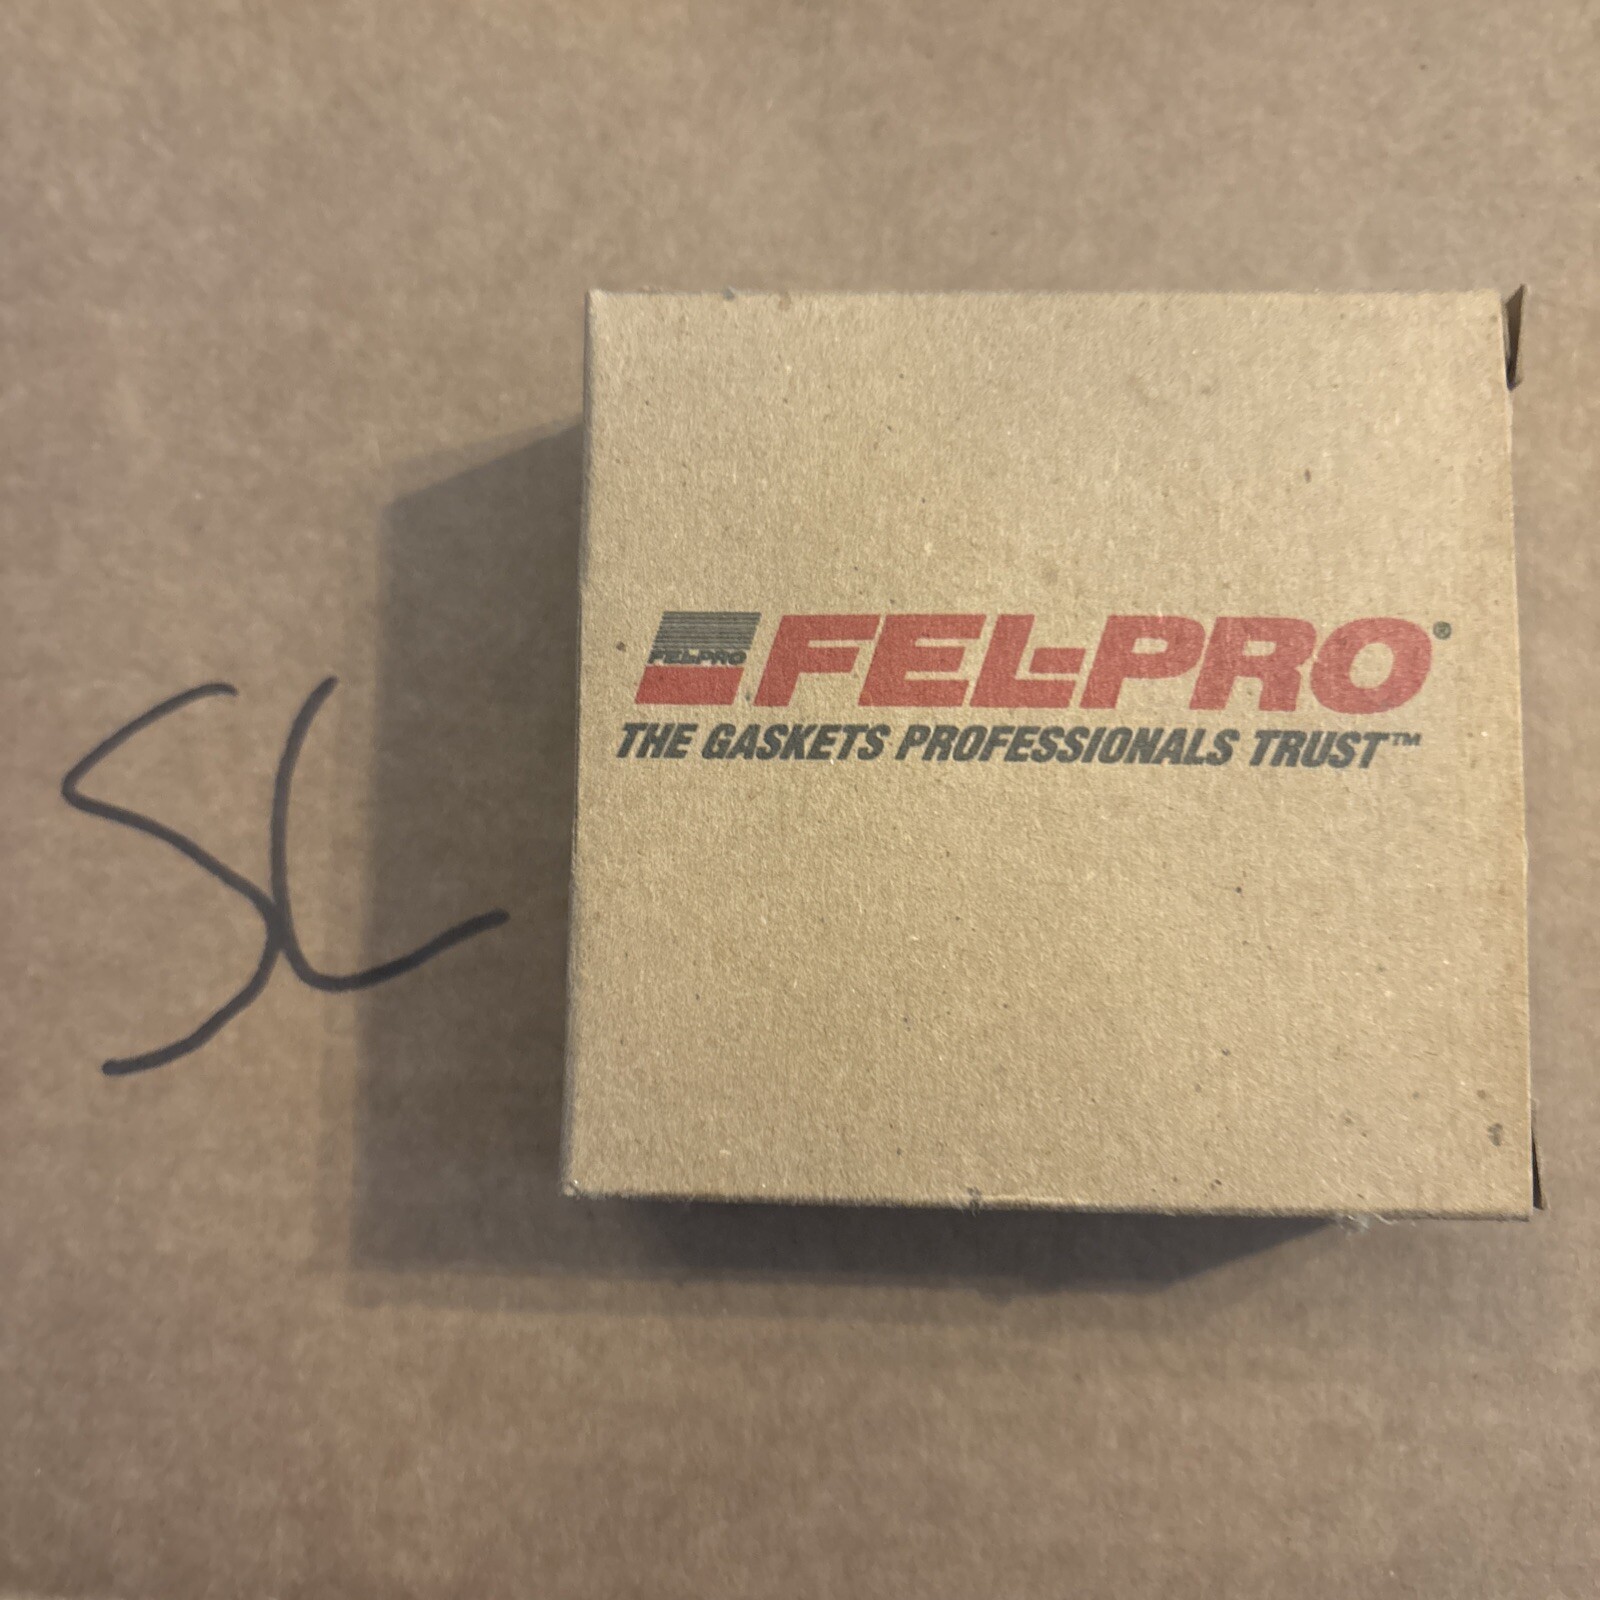 SL
FEL-PRO
FEL-PRO®
THE GASKETS PROFESSIONALS TRUST™